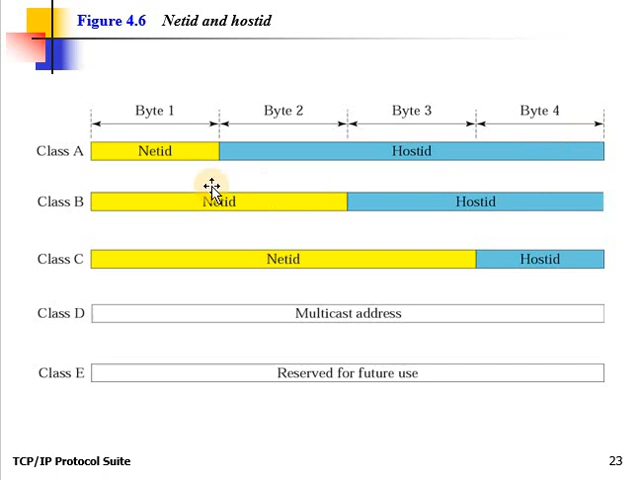 Figure 4.6 Netid and hostid
Byte 1 Byte 2 Byte 3 Byte 4
Class A Netid Hostid
Class B Netid Hostid
Class C Netid Hostid
Class D Multicast address
Class E Reserved for future use
TCP/IP Protocol Suite 23